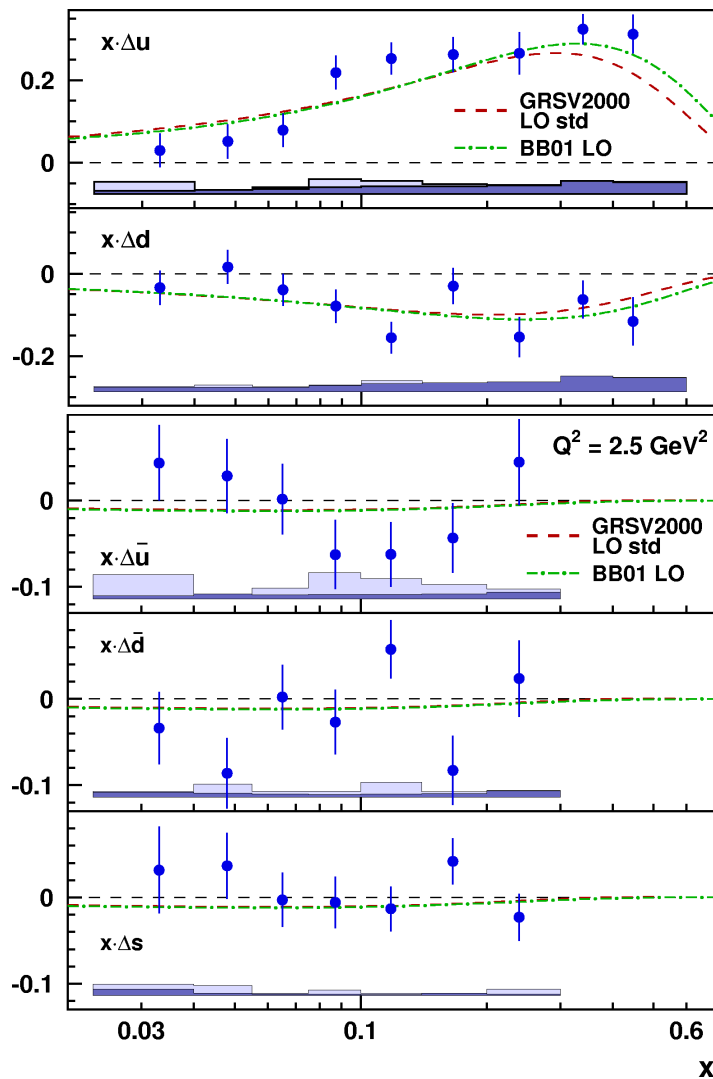 x·Δu
0.2
GRSV2000
LO std
BB01 LO
0
x·Δd
0
-0.2
Q² = 2.5 GeV²
0
GRSV2000
LO std
x·Δū
BB01 LO
-0.1
x·Δd̄
0
-0.1
0
x·Δs
-0.1
0.03 0.1 0.6
x